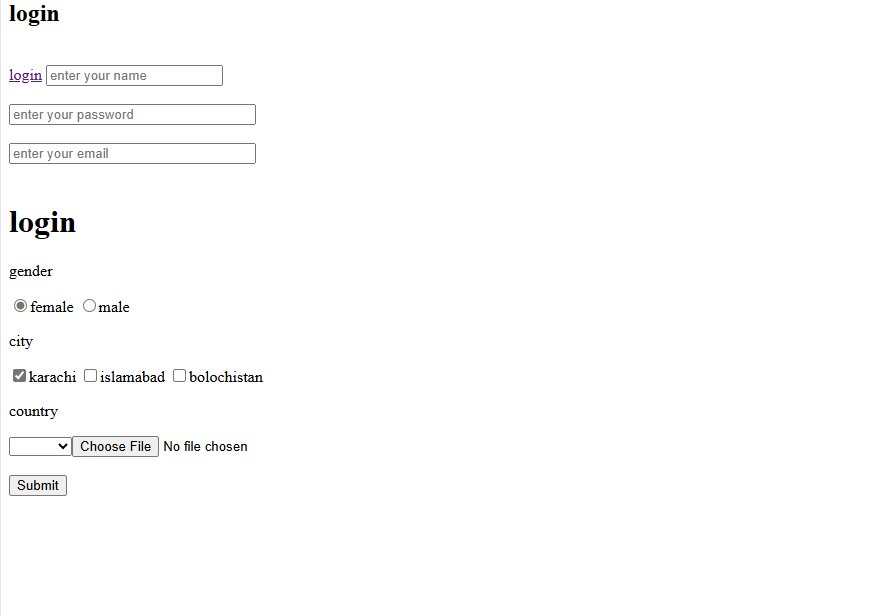 login
login enter your name
enter your password
enter your email
login
gender
female male
city
karachi islamabad bolochistan
country
Choose File No file chosen
Submit